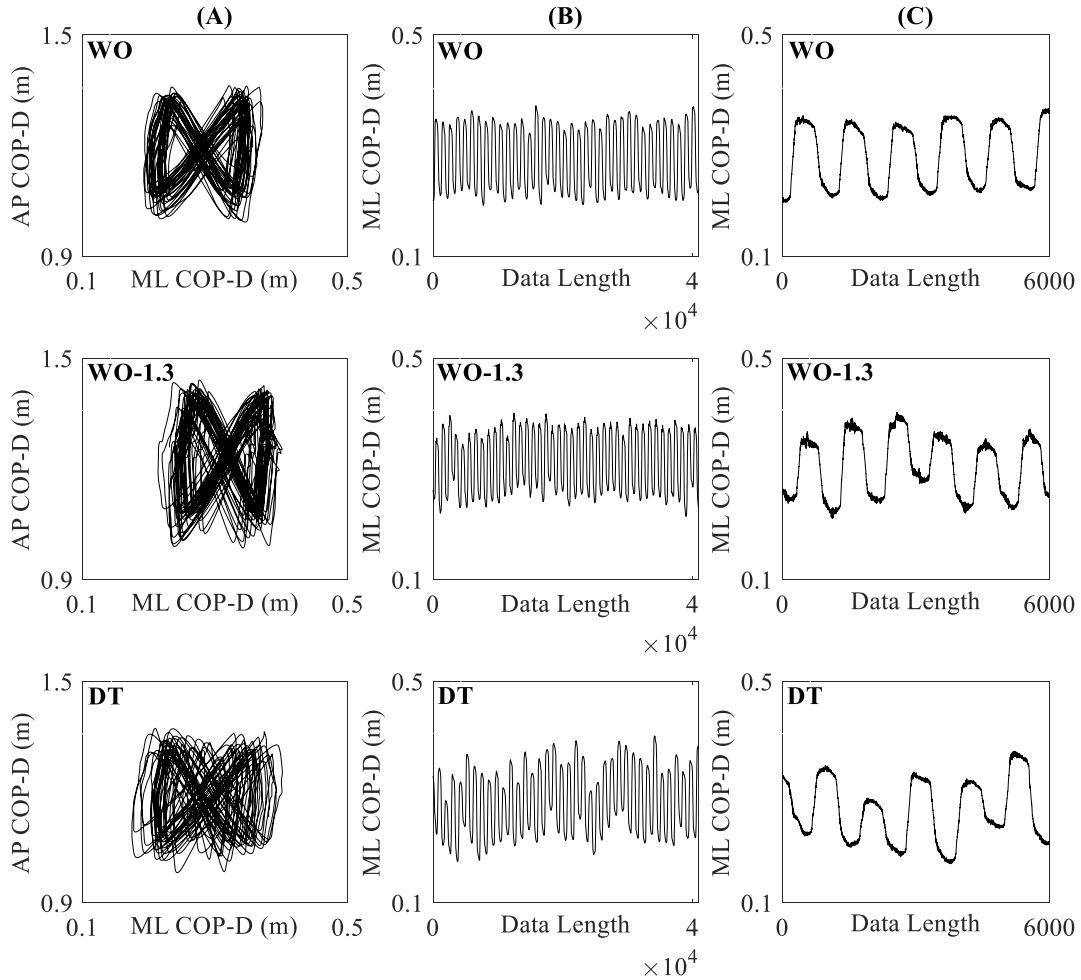 (A) (B) (C)
1.5 WO 0.5 WO 0.5 WO
AP COP-D (m) ML COP-D (m) ML COP-D (m)
0.9 0.1 0.1
0.1 ML COP-D (m) 0.5 0 Data Length 4 0 Data Length 6000
×10⁴
1.5 WO-1.3 0.5 WO-1.3 0.5 WO-1.3
AP COP-D (m) ML COP-D (m) ML COP-D (m)
0.9 0.1 0.1
0.1 ML COP-D (m) 0.5 0 Data Length 4 0 Data Length 6000
×10⁴
1.5 DT 0.5 DT 0.5 DT
AP COP-D (m) ML COP-D (m) ML COP-D (m)
0.9 0.1 0.1
0.1 ML COP-D (m) 0.5 0 Data Length 4 0 Data Length 6000
×10⁴